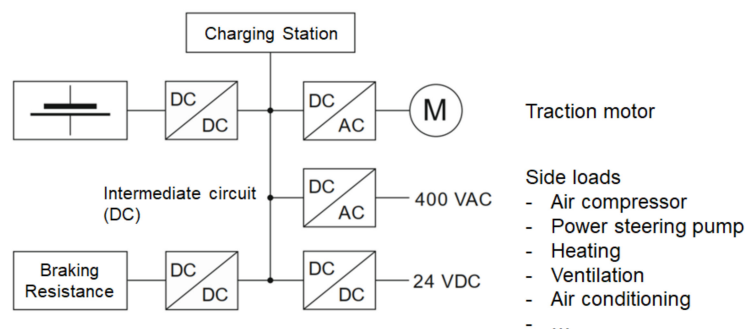 Charging Station
DC
DC
DC
AC
M
Traction motor
Intermediate circuit
(DC)
DC
AC
400 VAC
Side loads
- Air compressor
- Power steering pump
- Heating
- Ventilation
- Air conditioning
- ...
Braking
Resistance
DC
DC
DC
DC
24 VDC